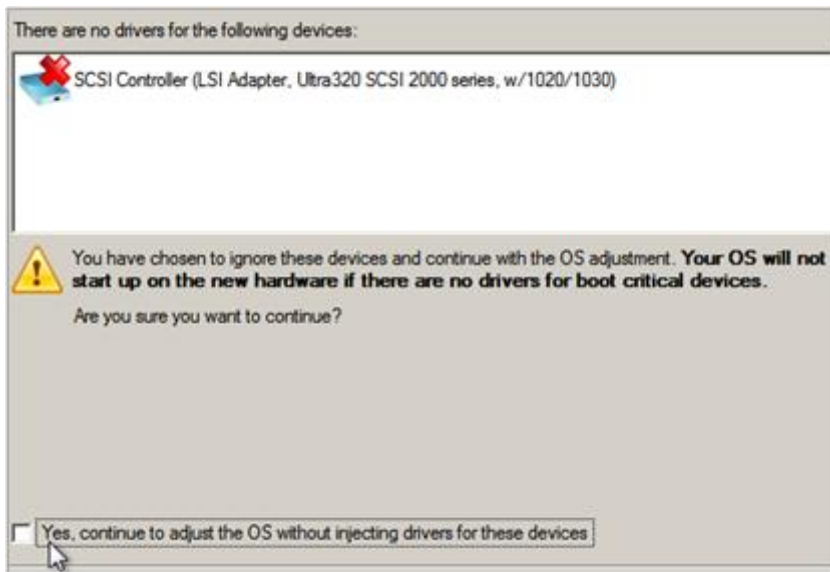 There are no drivers for the following devices:
SCSI Controller (LSI Adapter, Ultra320 SCSI 2000 series, w/1020/1030)
You have chosen to ignore these devices and continue with the OS adjustment. Your OS will not
start up on the new hardware if there are no drivers for boot critical devices.
Are you sure you want to continue?
Yes, continue to adjust the OS without injecting drivers for these devices